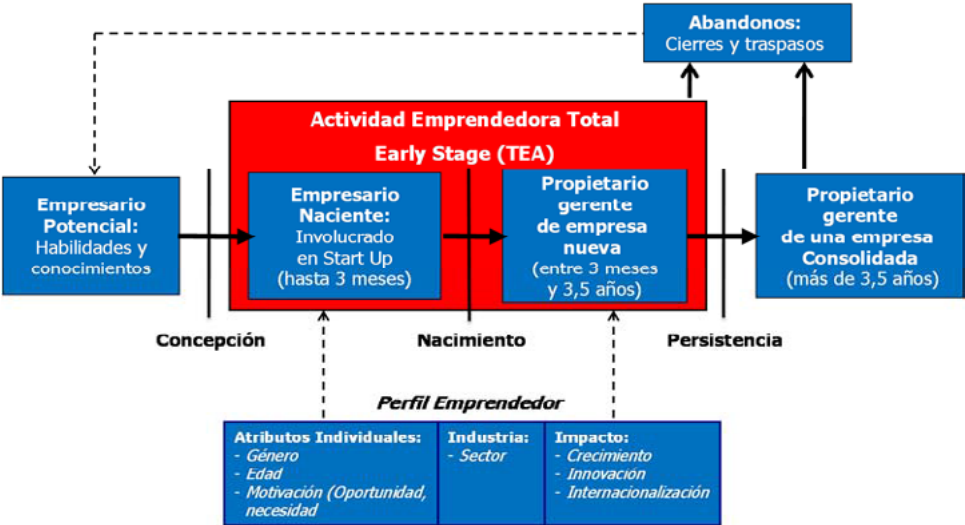 Abandonos:
Cierres y traspasos
Actividad Emprendedora Total
Early Stage (TEA)
Empresario
Potencial:
Habilidades y
conocimientos
Empresario
Naciente:
Involucrado
en Start Up
(hasta 3 meses)
Propietario
gerente
de empresa
nueva
(entre 3 meses
y 3,5 años)
Propietario
gerente
de una empresa
Consolidada
(más de 3,5 años)
Concepción
Nacimiento
Persistencia
Perfil Emprendedor
Atributos Individuales:
- Género
- Edad
- Motivación (Oportunidad,
necesidad
Industria:
- Sector
Impacto:
- Crecimiento
- Innovación
- Internacionalización